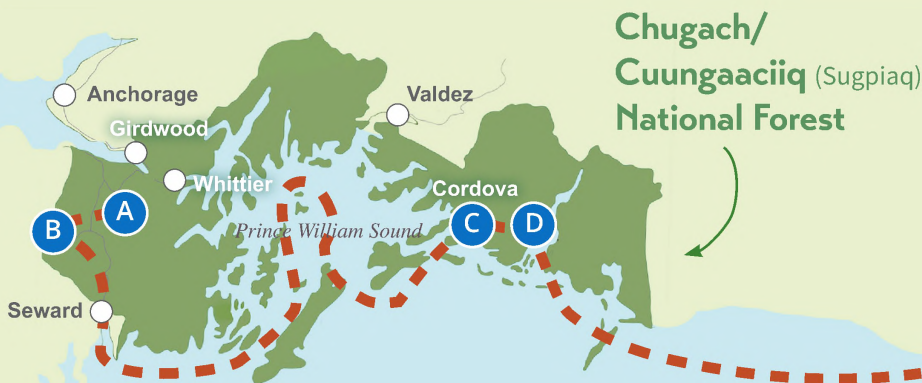 Chugach/
Cuungaaciiq (Sugpiaq)
National Forest
Anchorage
Valdez
Girdwood
Whittier
Cordova
A
B
C
D
Prince William Sound
Seward